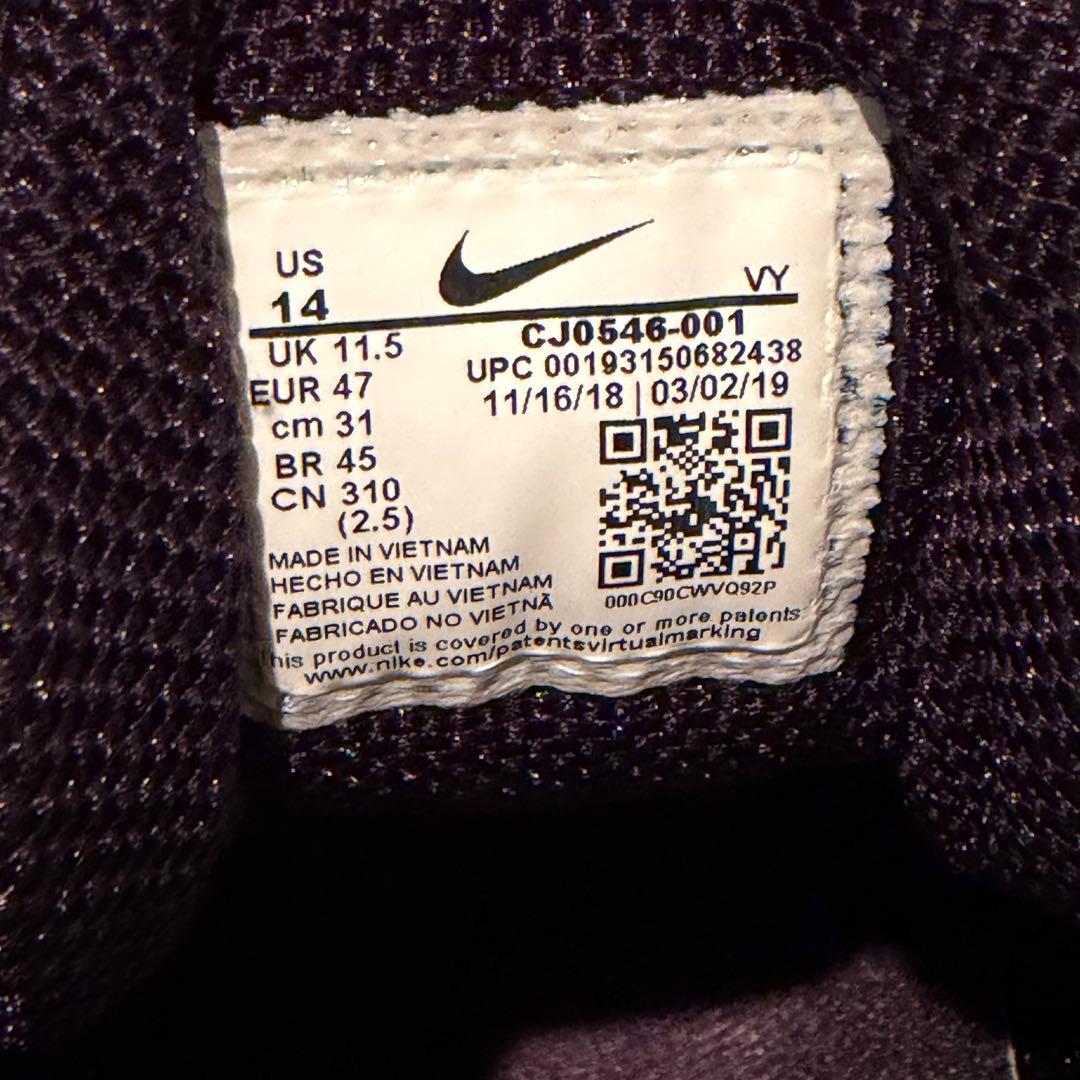 US
14
VY
UK 11.5
EUR 47
cm 31
BR 45
CN 310
(2.5)
CJ0546-001
UPC 00193150682438
11/16/18 | 03/02/19
000C90CWVQ92P
MADE IN VIETNAM
HECHO EN VIETNAM
FABRIQUE AU VIETNAM
FABRICADO NO VIETNÃ
his product is covered by one or more patents
www.nike.com/patentsvirtualmarking